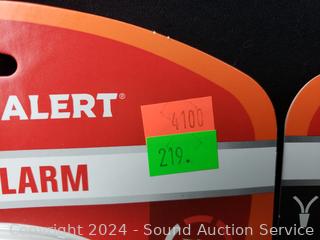 ALERT®
4100
219.
LARM
Copyright 2024 - Sound Auction Service